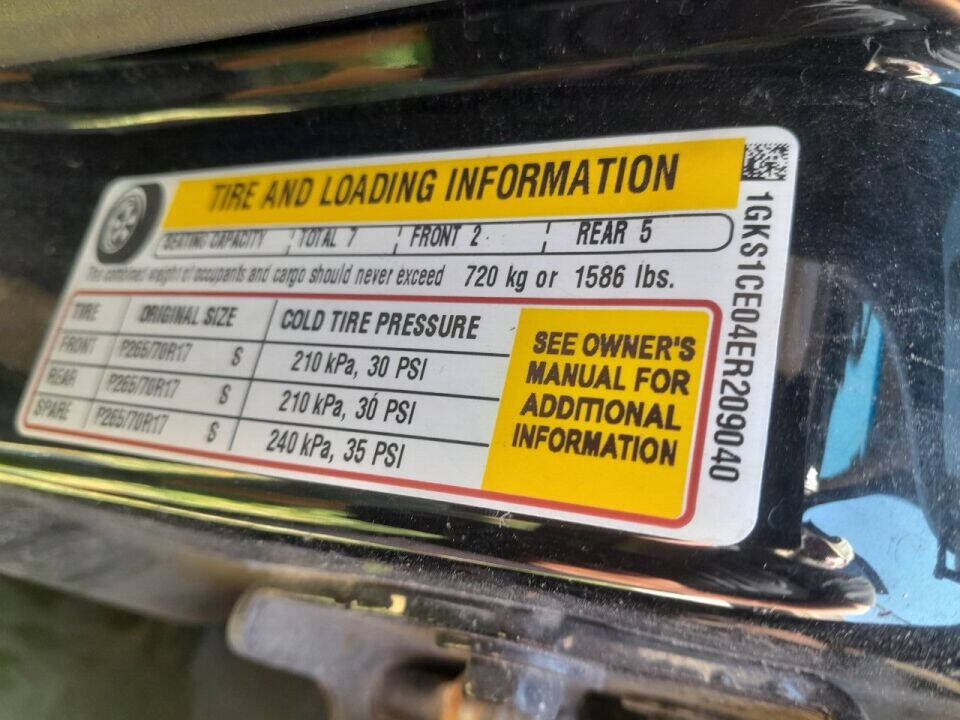 TIRE AND LOADING INFORMATION
SEATING CAPACITY TOTAL 7 FRONT 2 REAR 5
The combined weight of occupants and cargo should never exceed 720 kg or 1586 lbs.
TIRE ORIGINAL SIZE COLD TIRE PRESSURE
FRONT P265/70R17 S 210 kPa, 30 PSI
REAR P265/70R17 S 210 kPa, 30 PSI
SPARE P265/70R17 S 240 kPa, 35 PSI
SEE OWNER'S
MANUAL FOR
ADDITIONAL
INFORMATION
1GKS1CE04ER209040